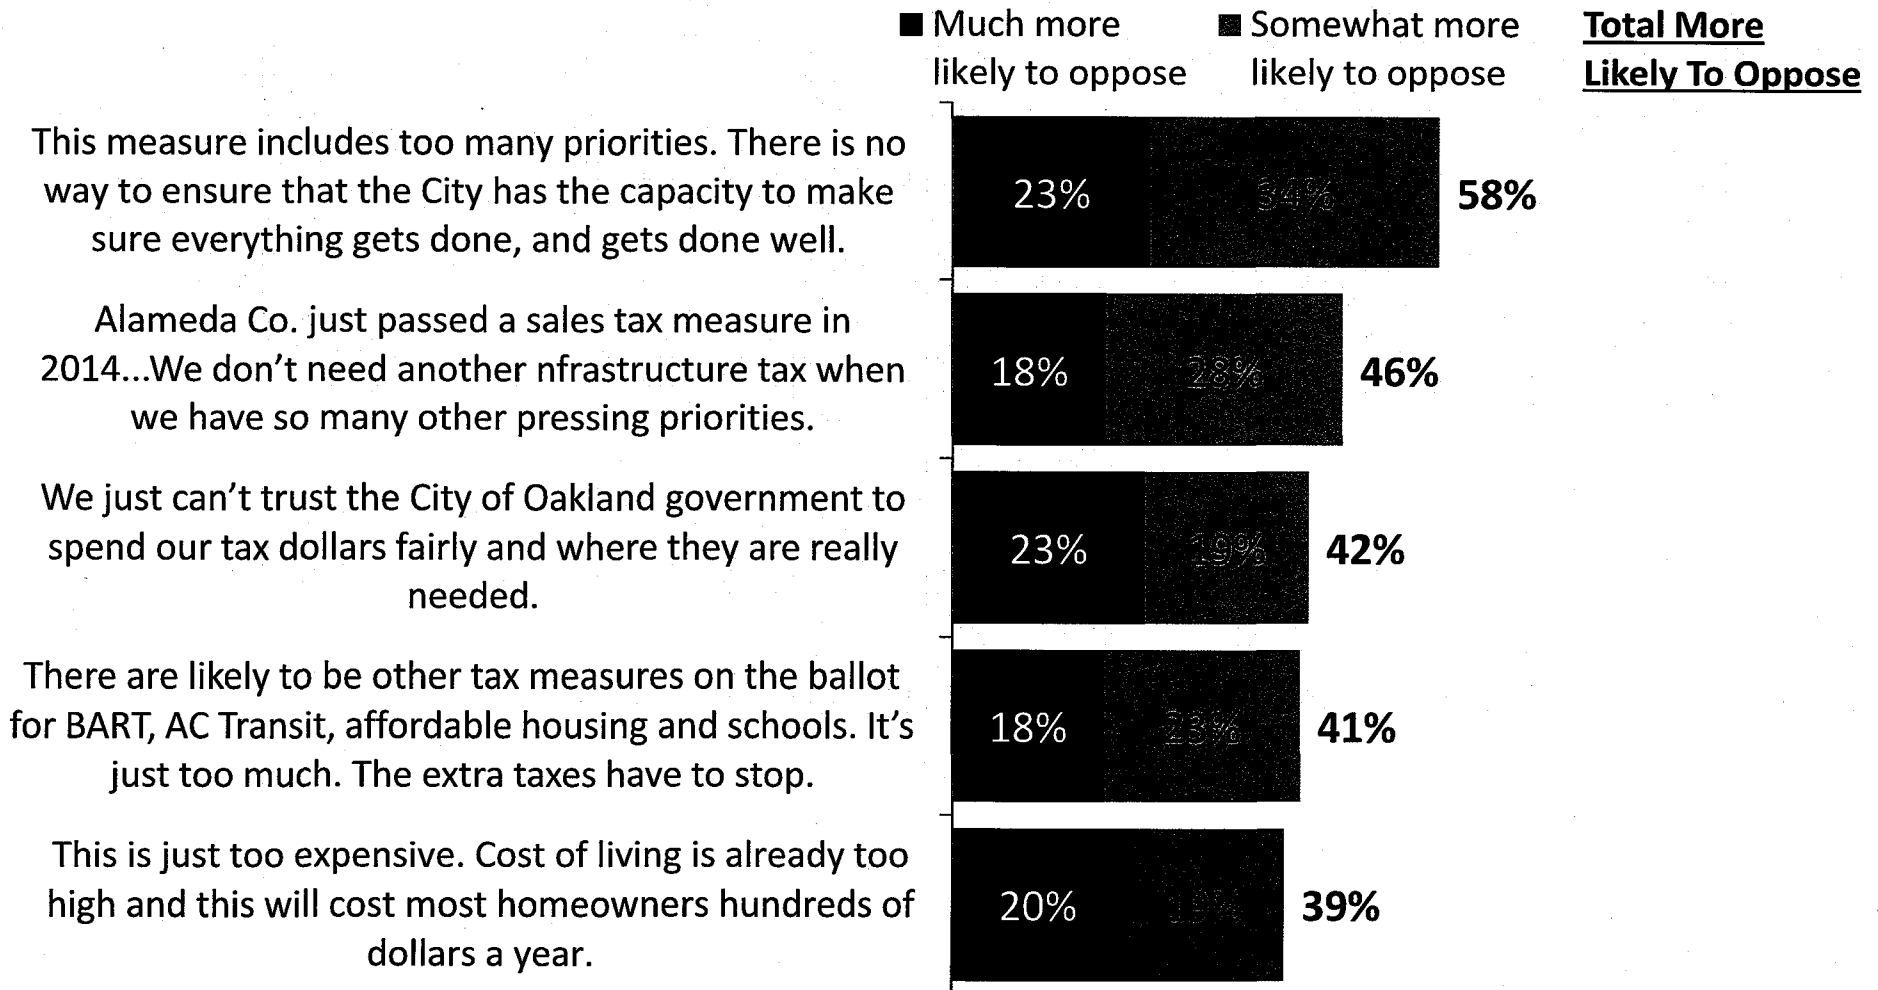 Much more
likely to oppose
Somewhat more
likely to oppose
Total More
Likely To Oppose
This measure includes too many priorities. There is no
way to ensure that the City has the capacity to make
sure everything gets done, and gets done well.
23%
34%
58%
Alameda Co. just passed a sales tax measure in
2014...We don't need another nfrastructure tax when
we have so many other pressing priorities.
18%
28%
46%
We just can't trust the City of Oakland government to
spend our tax dollars fairly and where they are really
needed.
23%
19%
42%
There are likely to be other tax measures on the ballot
for BART, AC Transit, affordable housing and schools. It's
just too much. The extra taxes have to stop.
18%
23%
41%
This is just too expensive. Cost of living is already too
high and this will cost most homeowners hundreds of
dollars a year.
20%
19%
39%